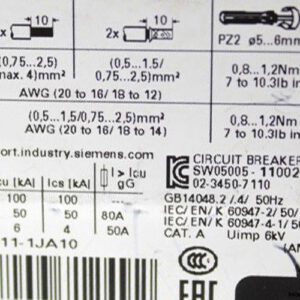 10 10
x 2x PZ2 ø5...6mm
(0,75...2,5) (0,5...1,5/ 0,8...1,2Nm
max. 4)mm² 0,75...2,5)mm² 7 to 10.3lb in
AWG (20 to 16/ 18 to 12)
(0,5...1,5/0,75...2,5)mm² 0,8...1,2Nm
AWG (20 to 16/ 18 to 14) 7 to 10.3lb in
ort.industry.siemens.com
CIRCUIT BREAKER
cu [kA] Ics [kA] I > Icu gG
SW05005 - 11002
02-3450-7110
100 100 -
GB14048.2 /.4/ 50Hz
50 50 80A
IEC/ EN/ K 60947-2/ 50
6 4 50A
IEC/ EN/ K 60947-4-1/ 50
11-1JA10
CAT. A Uimp 6kV
CCC
EAC